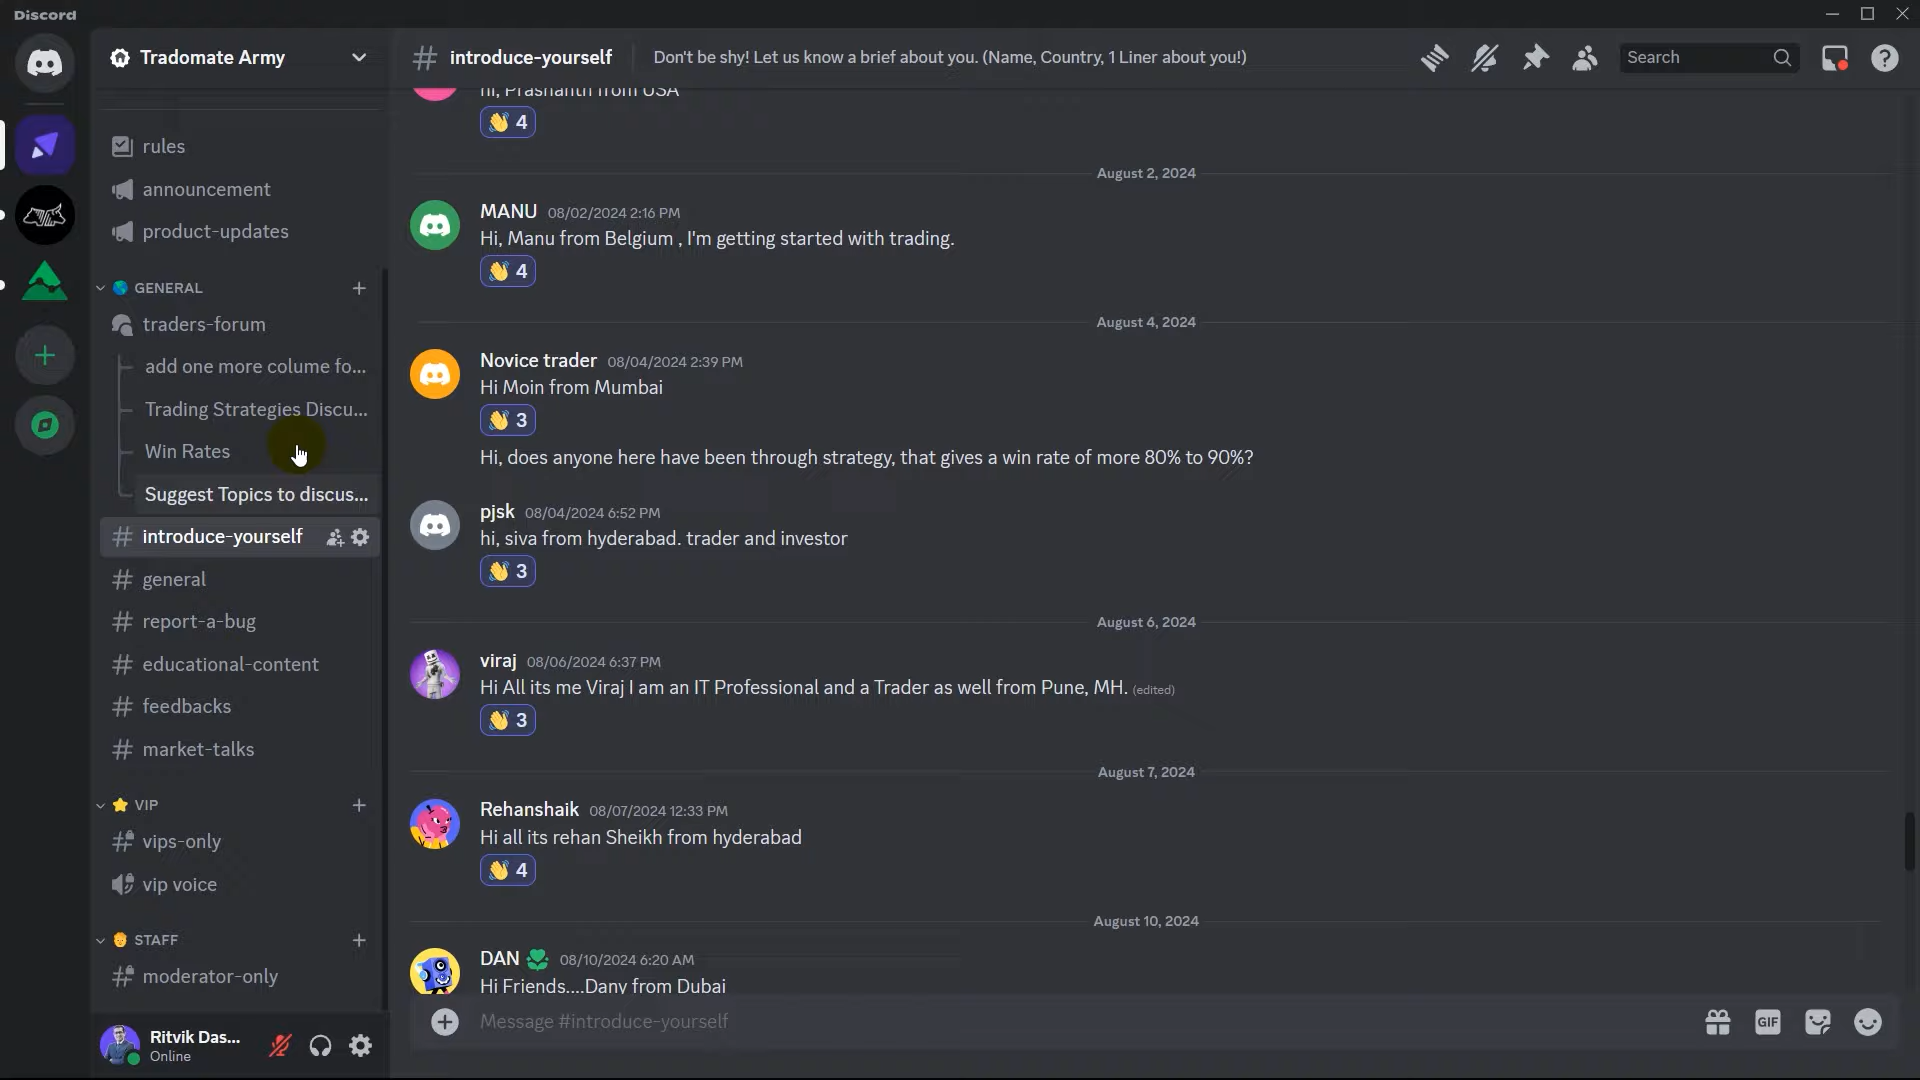 Discord
Tradomate Army
introduce-yourself
Don't be shy! Let us know a brief about you. (Name, Country, 1 Liner about you!)
Search
rules
announcement
product-updates
GENERAL
traders-forum
add one more colume fo...
Trading Strategies Discu...
Win Rates
Suggest Topics to discus...
introduce-yourself
general
report-a-bug
educational-content
feedbacks
market-talks
VIP
vips-only
vip voice
STAFF
moderator-only
Ritvik Das...
Online
hi, Prashanth from USA
👋 4
August 2, 2024
MANU 08/02/2024 2:16 PM
Hi, Manu from Belgium , I'm getting started with trading.
👋 4
August 4, 2024
Novice trader 08/04/2024 2:39 PM
Hi Moin from Mumbai
👋 3
Hi, does anyone here have been through strategy, that gives a win rate of more 80% to 90%?
pjsk 08/04/2024 6:52 PM
hi, siva from hyderabad. trader and investor
👋 3
August 6, 2024
viraj 08/06/2024 6:37 PM
Hi All its me Viraj I am an IT Professional and a Trader as well from Pune, MH. (edited)
👋 3
August 7, 2024
Rehanshaik 08/07/2024 12:33 PM
Hi all its rehan Sheikh from hyderabad
👋 4
August 10, 2024
DAN 08/10/2024 6:20 AM
Hi Friends....Dany from Dubai
Message #introduce-yourself
GIF